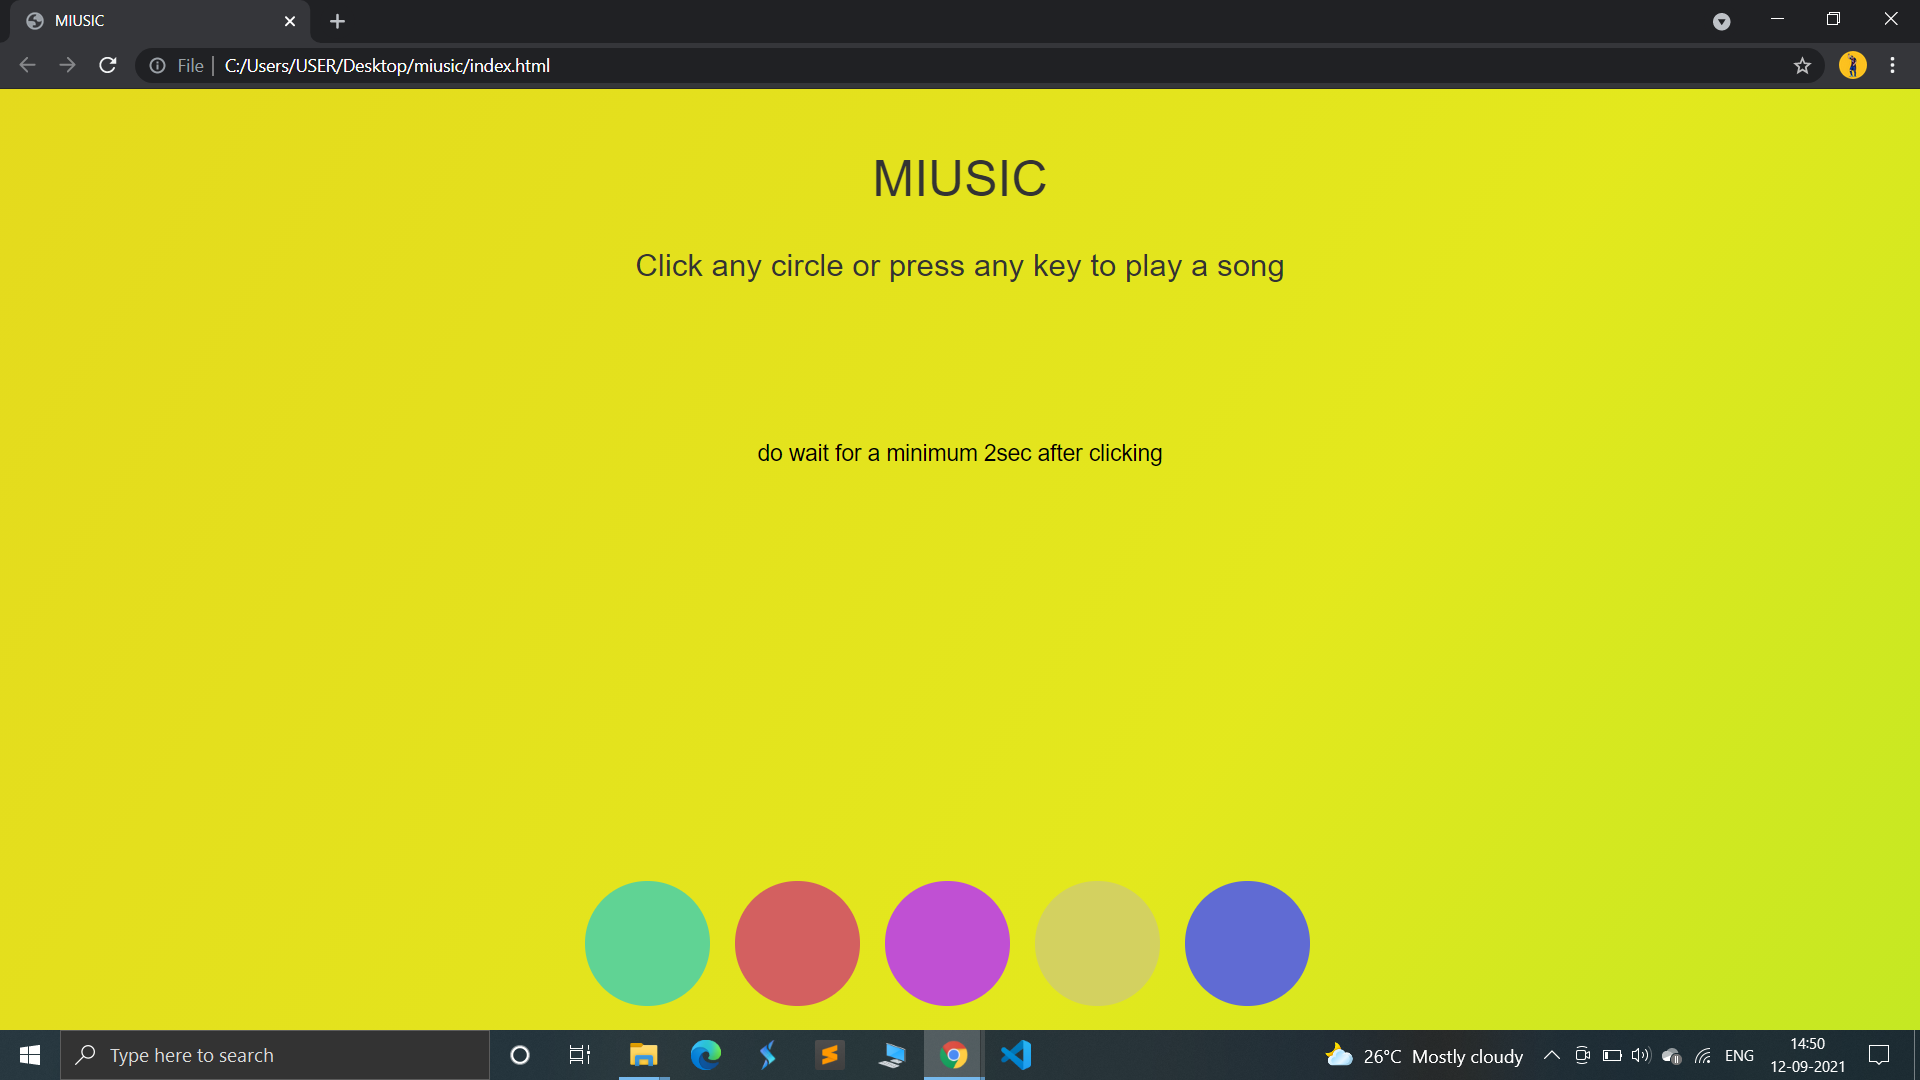 MIUSIC
File
C:/Users/USER/Desktop/miusic/index.html
MIUSIC
Click any circle or press any key to play a song
do wait for a minimum 2sec after clicking
Type here to search
26°C Mostly cloudy
ENG
14:50
12-09-2021